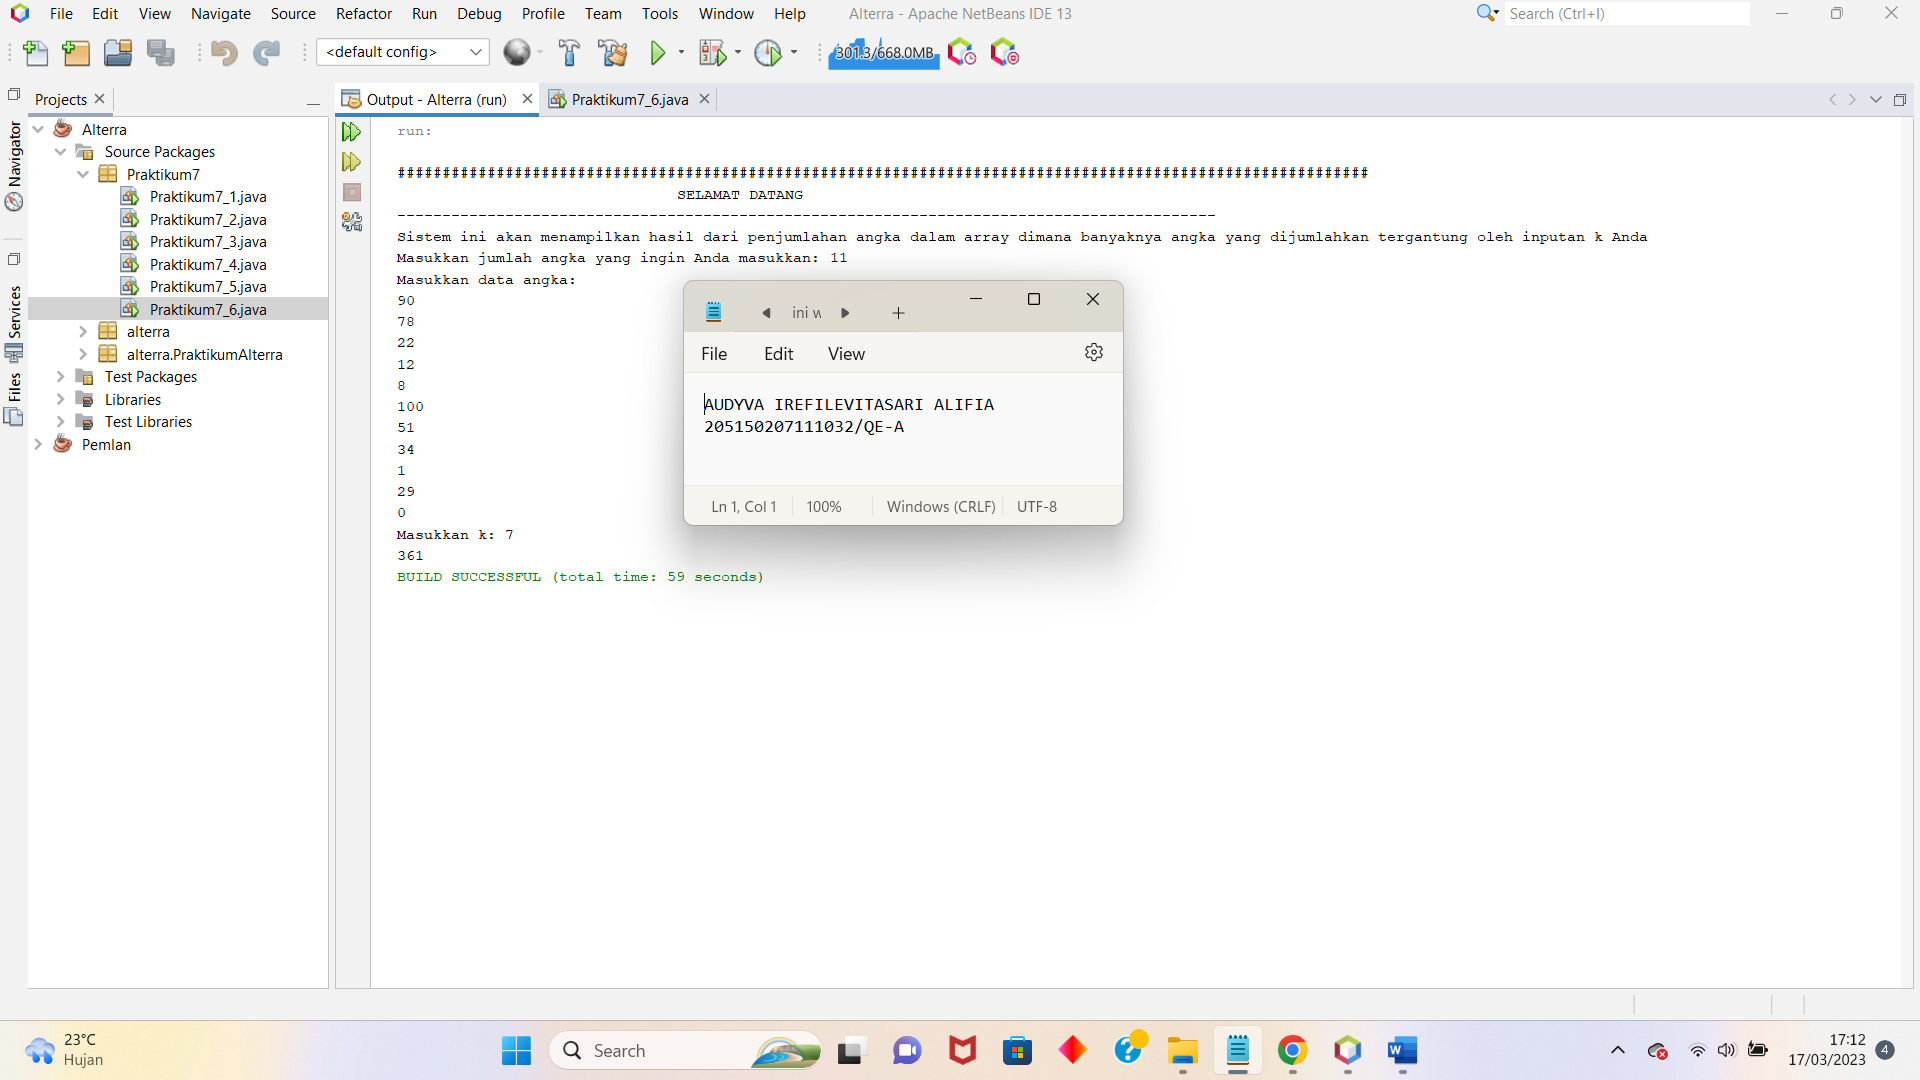 File Edit View Navigate Source Refactor Run Debug Profile Team Tools Window Help Alterra - Apache NetBeans IDE 13 Search (Ctrl+I)
<default config> 301.3/668.0MB
Projects Output - Alterra (run) Praktikum7_6.java
Navigator
Services
Files
Alterra
Source Packages
Praktikum7
Praktikum7_1.java
Praktikum7_2.java
Praktikum7_3.java
Praktikum7_4.java
Praktikum7_5.java
Praktikum7_6.java
alterra
alterra.PraktikumAlterra
Test Packages
Libraries
Test Libraries
Pemlan
run:
############################################################################################################
SELAMAT DATANG
-------------------------------------------------------------------------------------------
Sistem ini akan menampilkan hasil dari penjumlahan angka dalam array dimana banyaknya angka yang dijumlahkan tergantung oleh inputan k Anda
Masukkan jumlah angka yang ingin Anda masukkan: 11
Masukkan data angka:
90
78
22
12
8
100
51
34
1
29
0
Masukkan k: 7
361
BUILD SUCCESSFUL (total time: 59 seconds)
ini w
File Edit View
AUDYVA IREFILEVITASARI ALIFIA
205150207111032/QE-A
Ln 1, Col 1 100% Windows (CRLF) UTF-8
23°C
Hujan
Search
17:12
17/03/2023
4